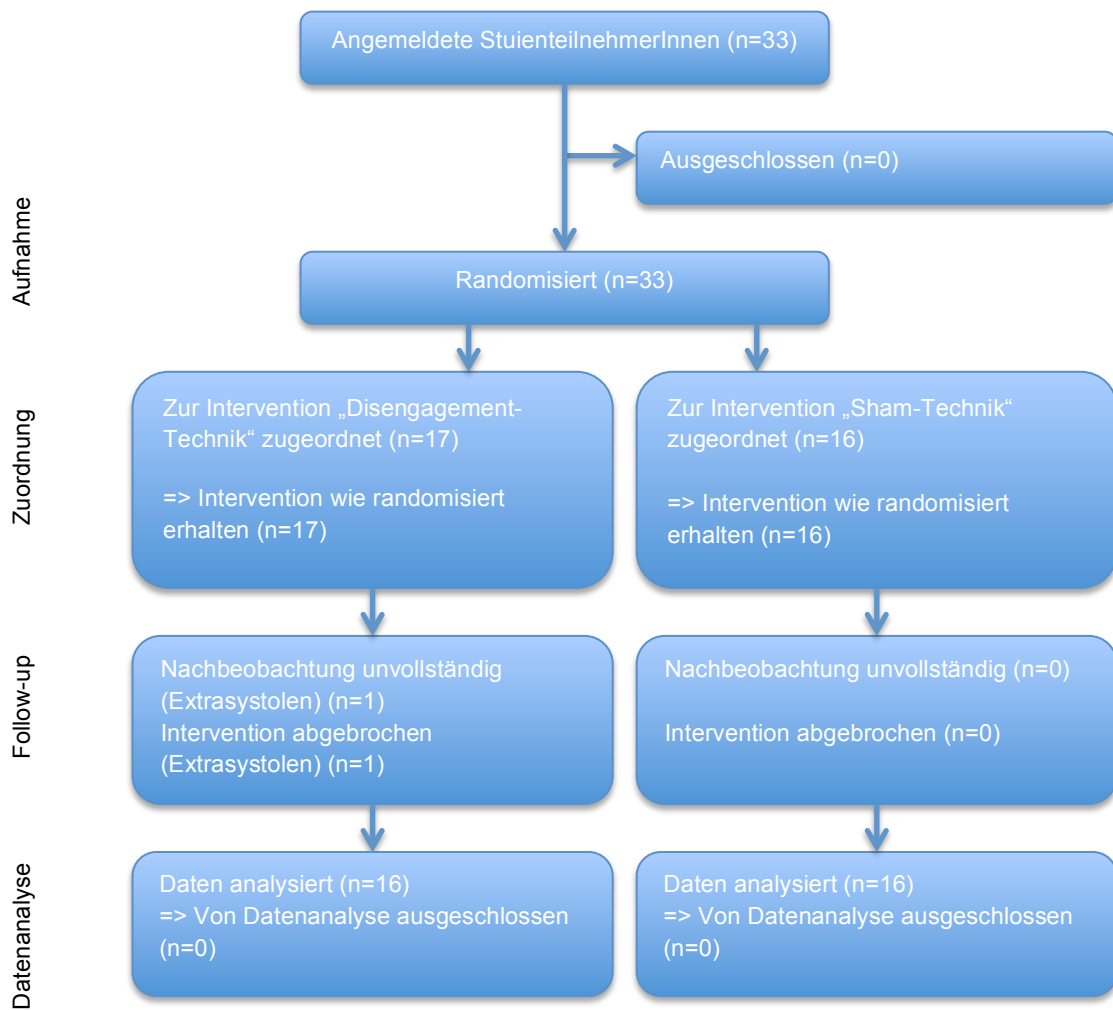 Angemeldete StuienteilnehmerInnen (n=33)
Ausgeschlossen (n=0)
Aufnahme
Randomisiert (n=33)
Zuordnung
Zur Intervention „Disengagement-
Technik“ zugeordnet (n=17)
=> Intervention wie randomisiert
erhalten (n=17)
Zur Intervention „Sham-Technik“
zugeordnet (n=16)
=> Intervention wie randomisiert
erhalten (n=16)
Follow-up
Nachbeobachtung unvollständig
(Extrasystolen) (n=1)
Intervention abgebrochen
(Extrasystolen) (n=1)
Nachbeobachtung unvollständig (n=0)
Intervention abgebrochen (n=0)
Datenanalyse
Daten analysiert (n=16)
=> Von Datenanalyse ausgeschlossen
(n=0)
Daten analysiert (n=16)
=> Von Datenanalyse ausgeschlossen
(n=0)